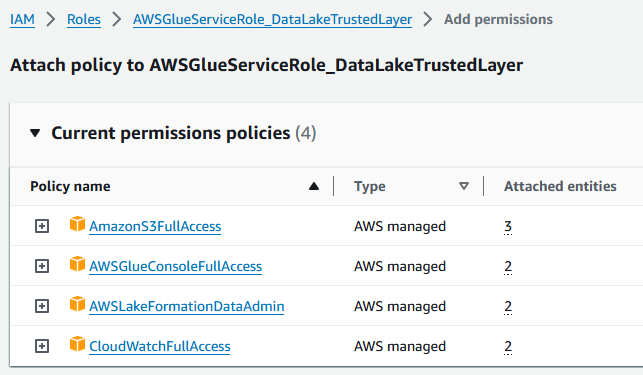 IAM > Roles > AWSGlueServiceRole_DataLakeTrustedLayer > Add permissions
Attach policy to AWSGlueServiceRole_DataLakeTrustedLayer
Current permissions policies (4)
Policy name Type Attached entities
AmazonS3FullAccess AWS managed 3
AWSGlueConsoleFullAccess AWS managed 2
AWSLakeFormationDataAdmin AWS managed 2
CloudWatchFullAccess AWS managed 2